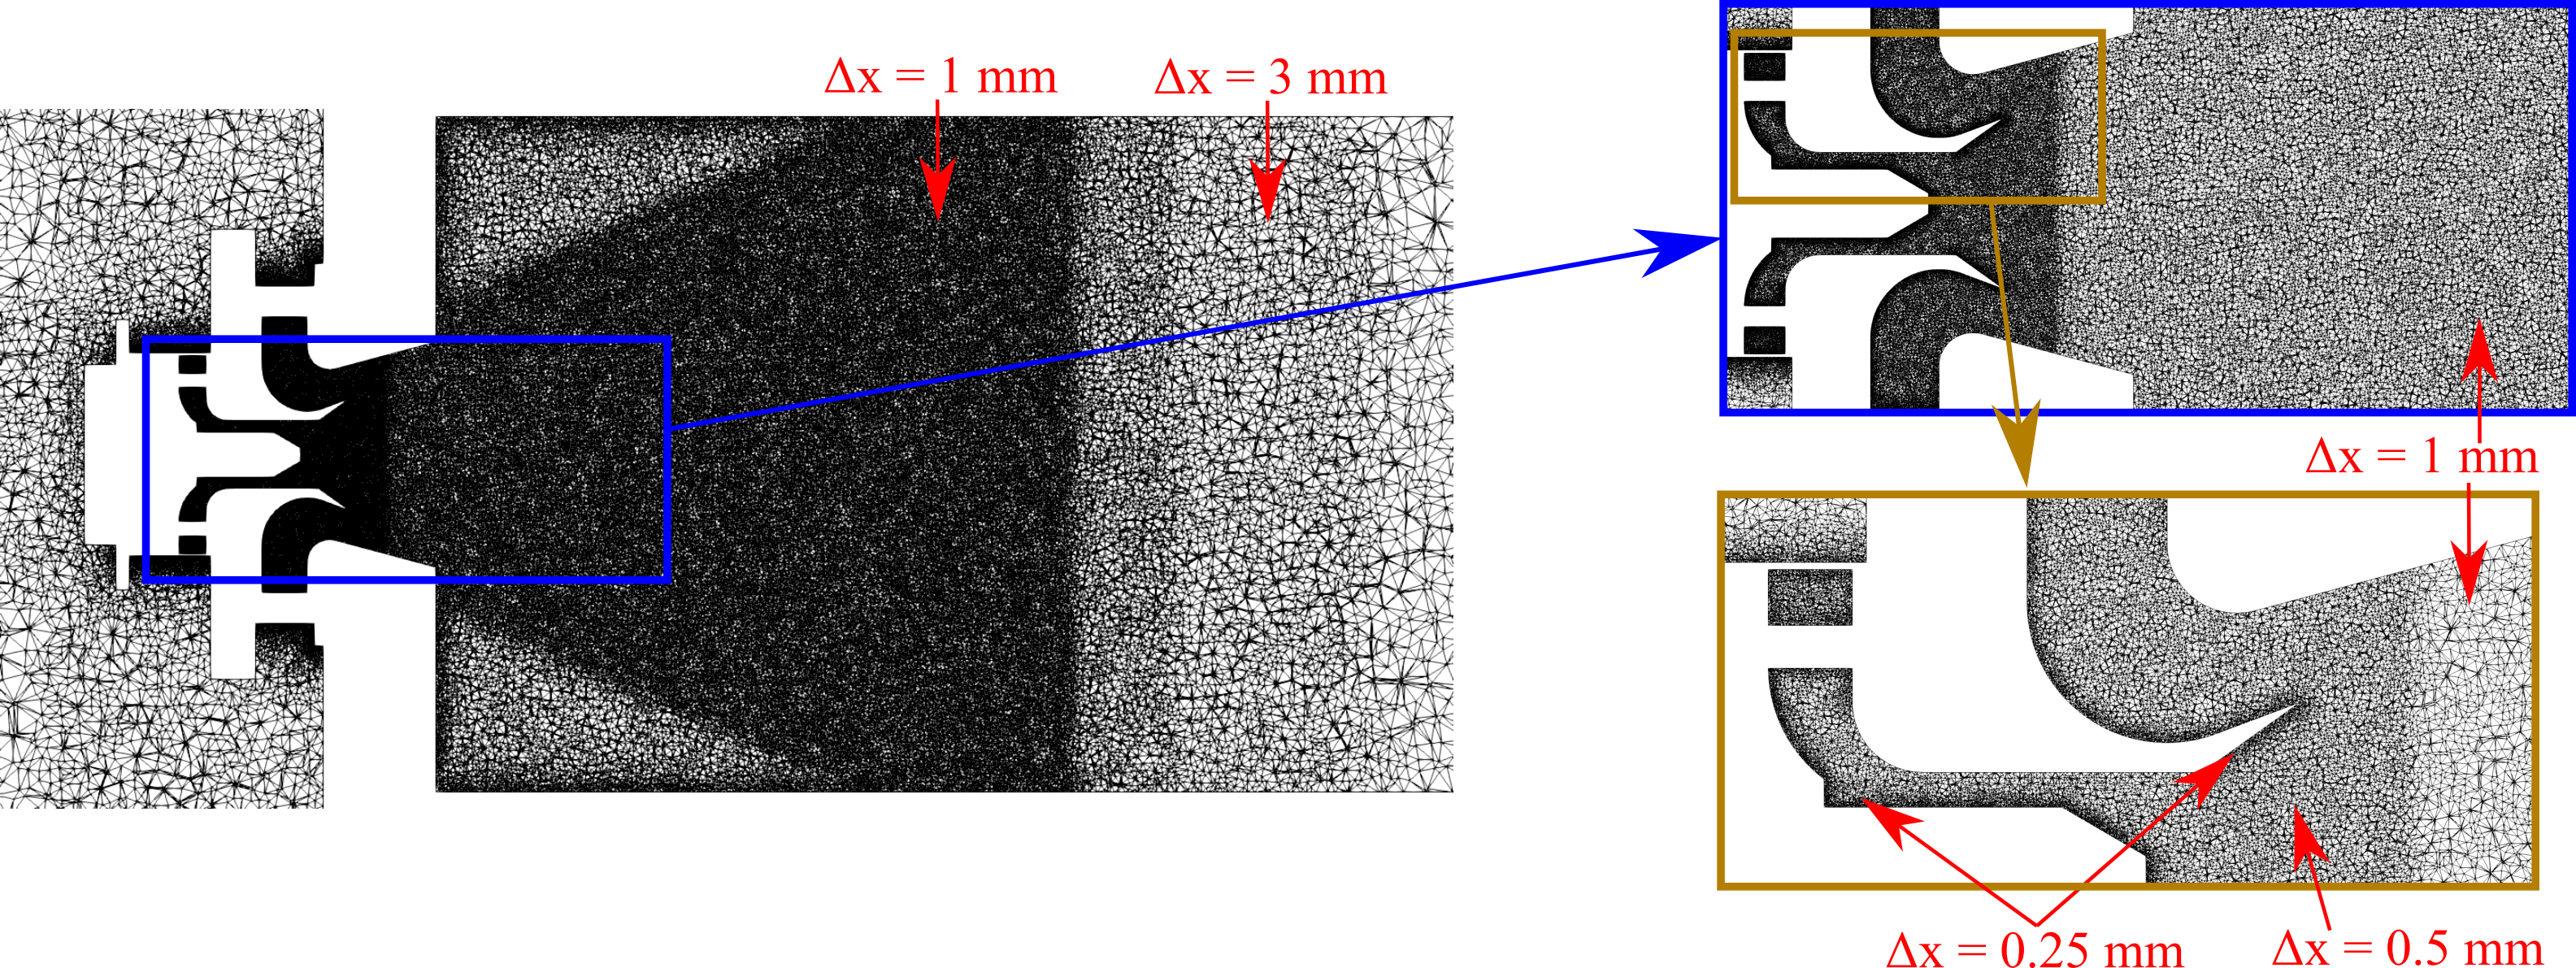 Δx = 1 mm
Δx = 3 mm
Δx = 1 mm
Δx = 0.25 mm
Δx = 0.5 mm